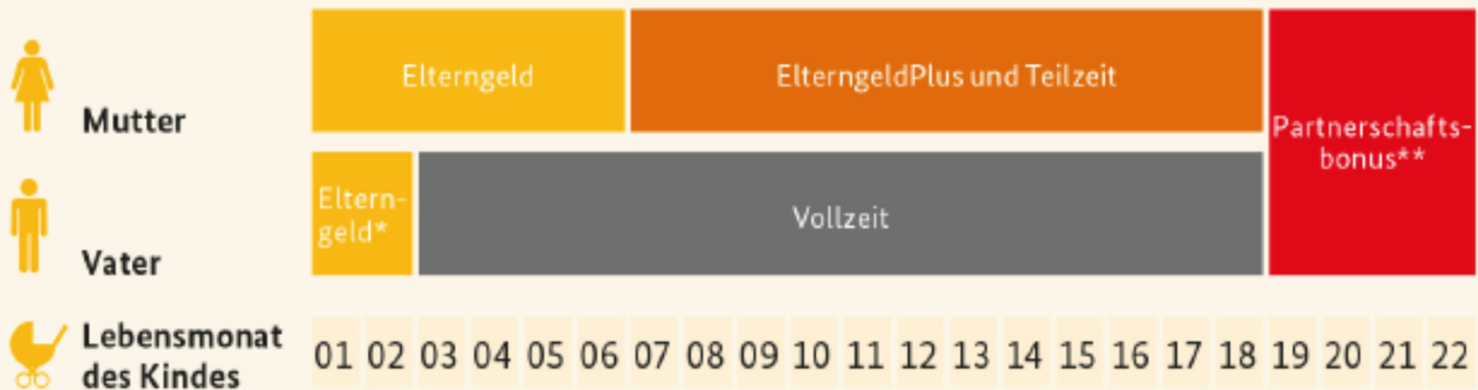 Mutter
Elterngeld
ElterngeldPlus und Teilzeit
Partnerschafts-
bonus**
Vater
Eltern-
geld*
Vollzeit
Lebensmonat
des Kindes
01 02 03 04 05 06 07 08 09 10 11 12 13 14 15 16 17 18 19 20 21 22